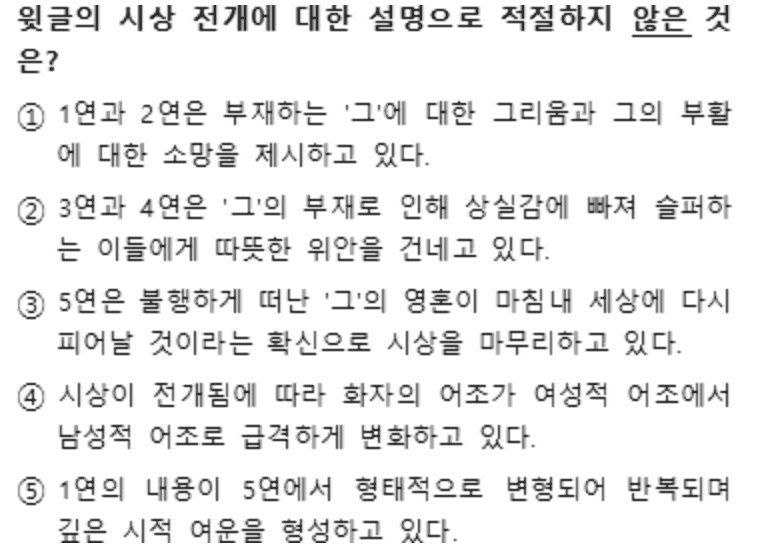 윗글의 시상 전개에 대한 설명으로 적절하지 않은 것
은?
① 1연과 2연은 부재하는 '그'에 대한 그리움과 그의 부활
에 대한 소망을 제시하고 있다.
② 3연과 4연은 '그'의 부재로 인해 상실감에 빠져 슬퍼하
는 이들에게 따뜻한 위안을 건네고 있다.
③ 5연은 불행하게 떠난 '그'의 영혼이 마침내 세상에 다시
피어날 것이라는 확신으로 시상을 마무리하고 있다.
④ 시상이 전개됨에 따라 화자의 어조가 여성적 어조에서
남성적 어조로 급격하게 변화하고 있다.
⑤ 1연의 내용이 5연에서 형태적으로 변형되어 반복되며
깊은 시적 여운을 형성하고 있다.